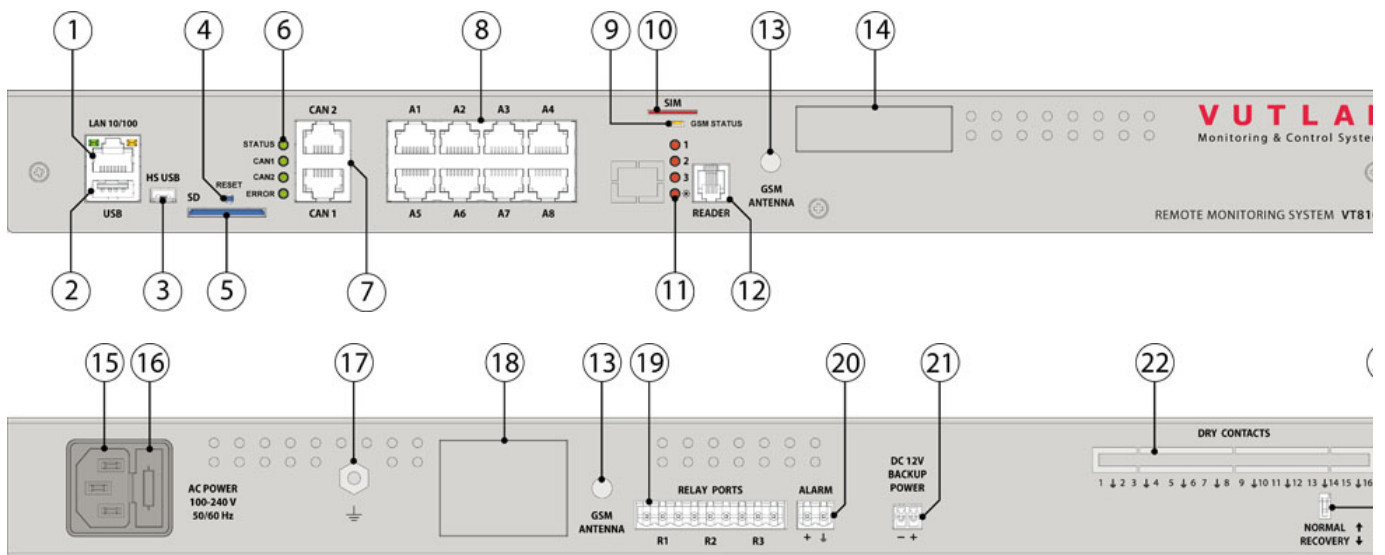 1 4 6 8 9 10 13 14
LAN 10/100
USB
HS USB
SD
RESET
STATUS
CAN1
CAN2
ERROR
CAN 2
CAN 1
A1 A2 A3 A4
A5 A6 A7 A8
SIM
GSM STATUS
1
2
3
READER
GSM
ANTENNA
VUTLA
Monitoring & Control System
REMOTE MONITORING SYSTEM VT81
2 3 5 7 11 12
15 16 17 18 13 19 20 21 22
AC POWER
100-240 V
50/60 Hz
GSM
ANTENNA
RELAY PORTS
R1 R2 R3
ALARM
+
DC 12V
BACKUP
POWER
- +
DRY CONTACTS
1 2 3 4 5 6 7 8 9 10 11 12 13 14 15 16
NORMAL
RECOVERY